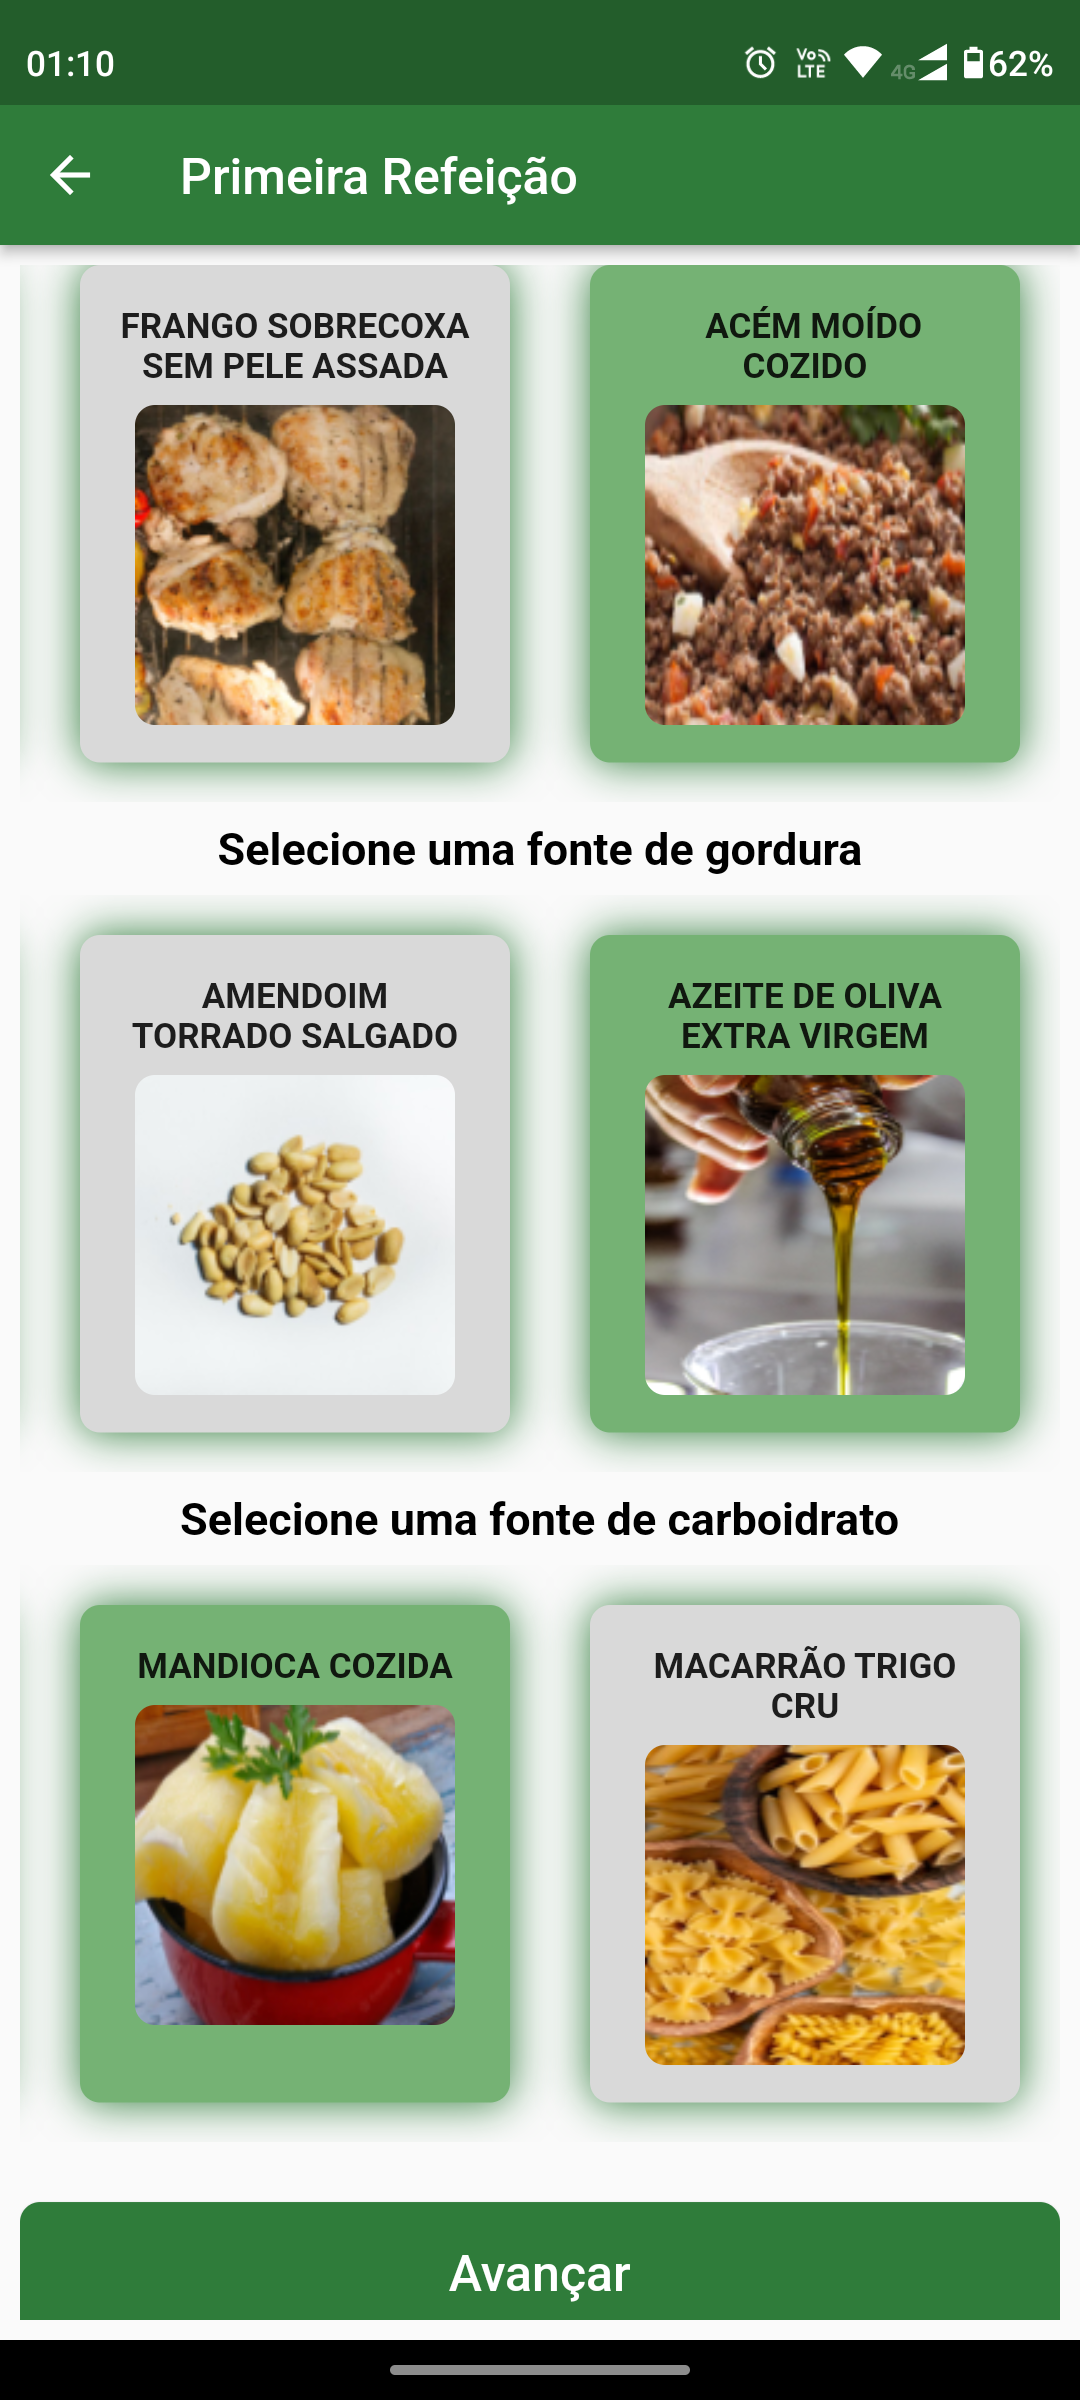 01:10
Vo LTE
4G
62%
Primeira Refeição
FRANGO SOBRECOXA
SEM PELE ASSADA
ACÉM MOÍDO
COZIDO
Selecione uma fonte de gordura
AMENDOIM
TORRADO SALGADO
AZEITE DE OLIVA
EXTRA VIRGEM
Selecione uma fonte de carboidrato
MANDIOCA COZIDA
MACARRÃO TRIGO
CRU
Avançar